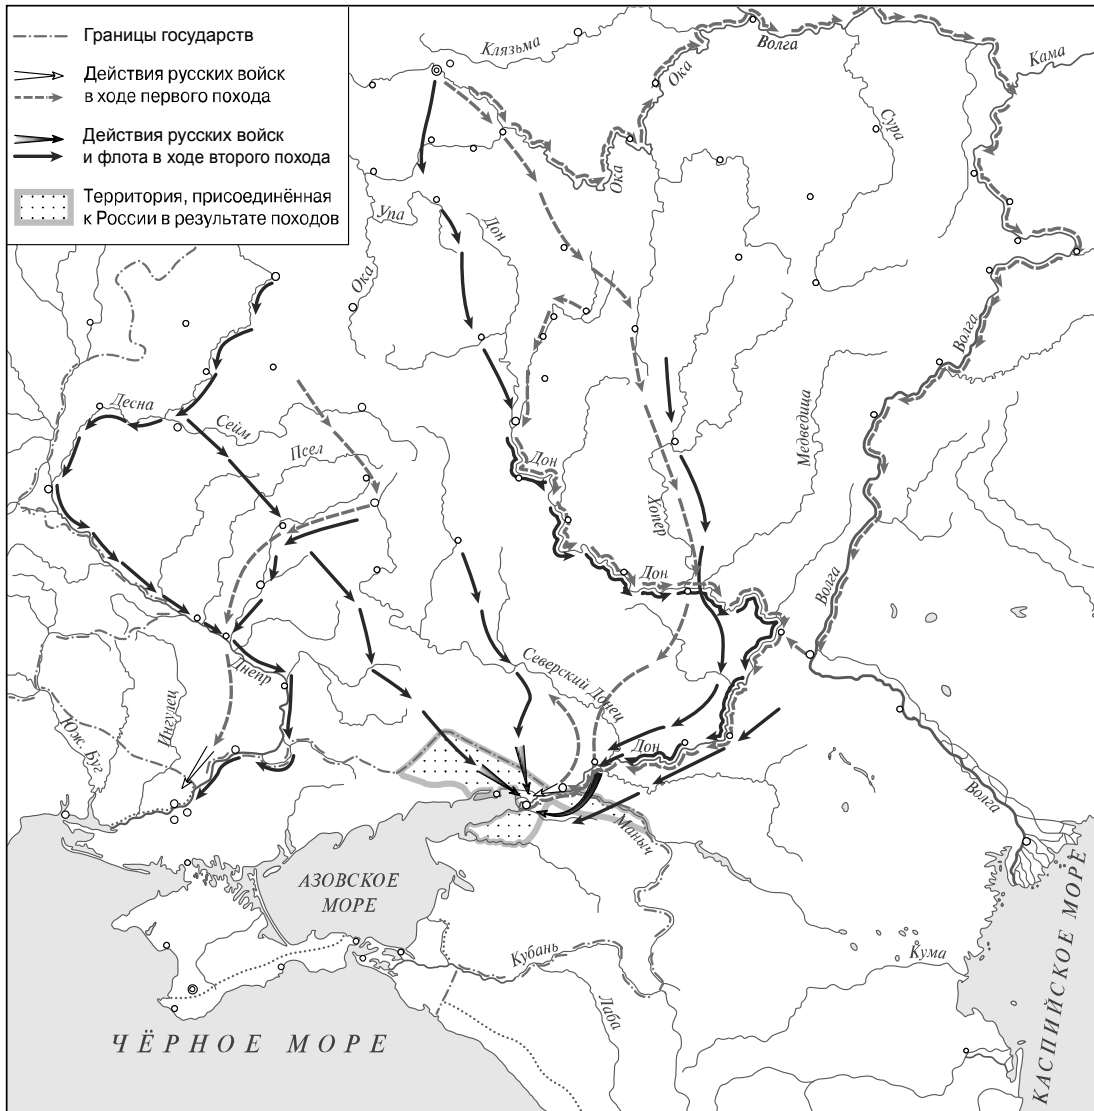 Границы государств
Действия русских войск
в ходе первого похода
Действия русских войск
и флота в ходе второго похода
Территория, присоединённая
к России в результате походов
Клязьма
Волга
Ока
Кама
Сура
Ока
Упа
Дон
Ока
Волга
Десна
Сейм
Псел
Медведица
Дон
Хопер
Дон
Волга
Днепр
Северский Донец
Ингулец
Юж. Буг
Дон
Волга
Маныч
АЗОВСКОЕ
МОРЕ
Кубань
Кума
Лаба
ЧЁРНОЕ МОРЕ
КАСПИЙСКОЕ МОРЕ